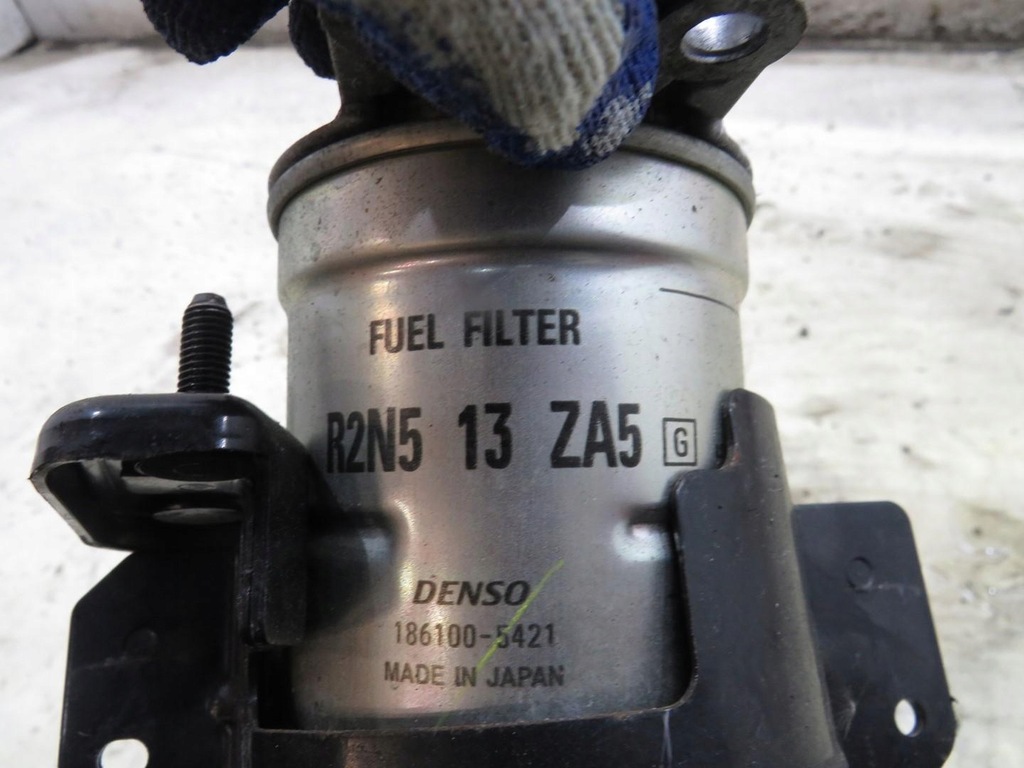 FUEL FILTER
R2N5 13 ZA5 G
DENSO
186100-5421
MADE IN JAPAN